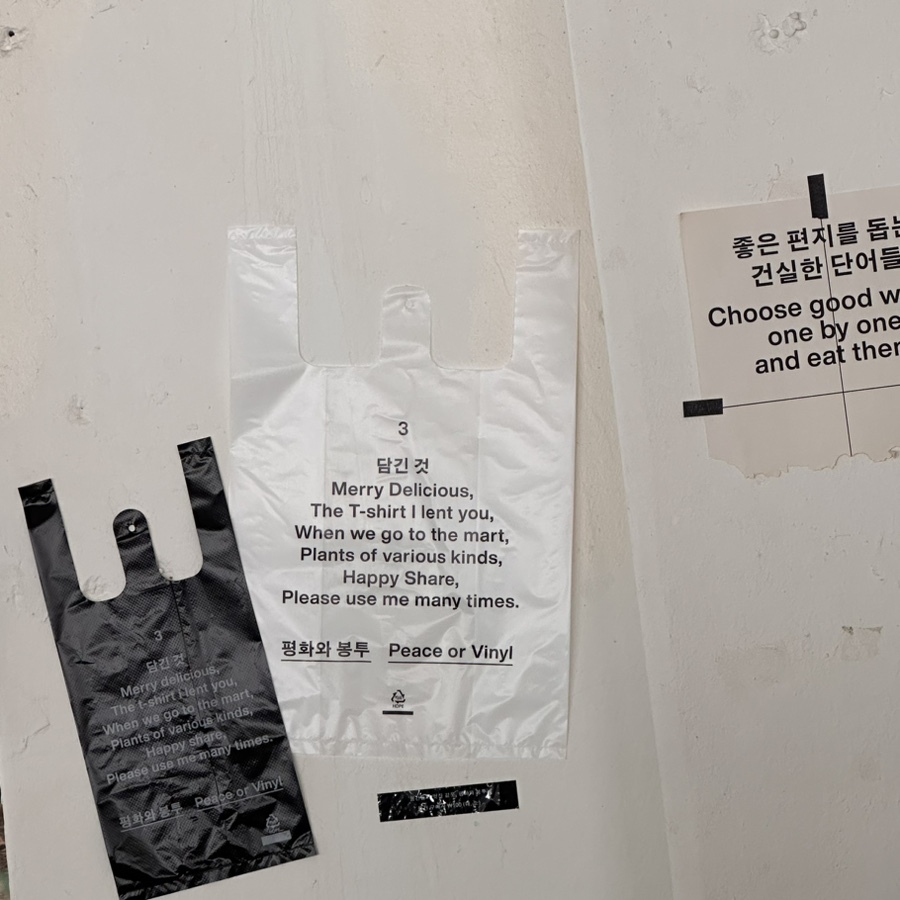 3
담긴 것
Merry Delicious,
The T-shirt I lent you,
When we go to the mart,
Plants of various kinds,
Happy Share,
Please use me many times.
평화와 봉투 Peace or Vinyl
HDPE
3
담긴 것
Merry delicious,
The t-shirt I lent you,
When we go to the mart,
Plants of various kinds,
Happy share,
Please use me many times.
평화와 봉투 Peace or Vinyl
좋은 편지를 돕는
건실한 단어들
Choose good w
one by one
and eat them